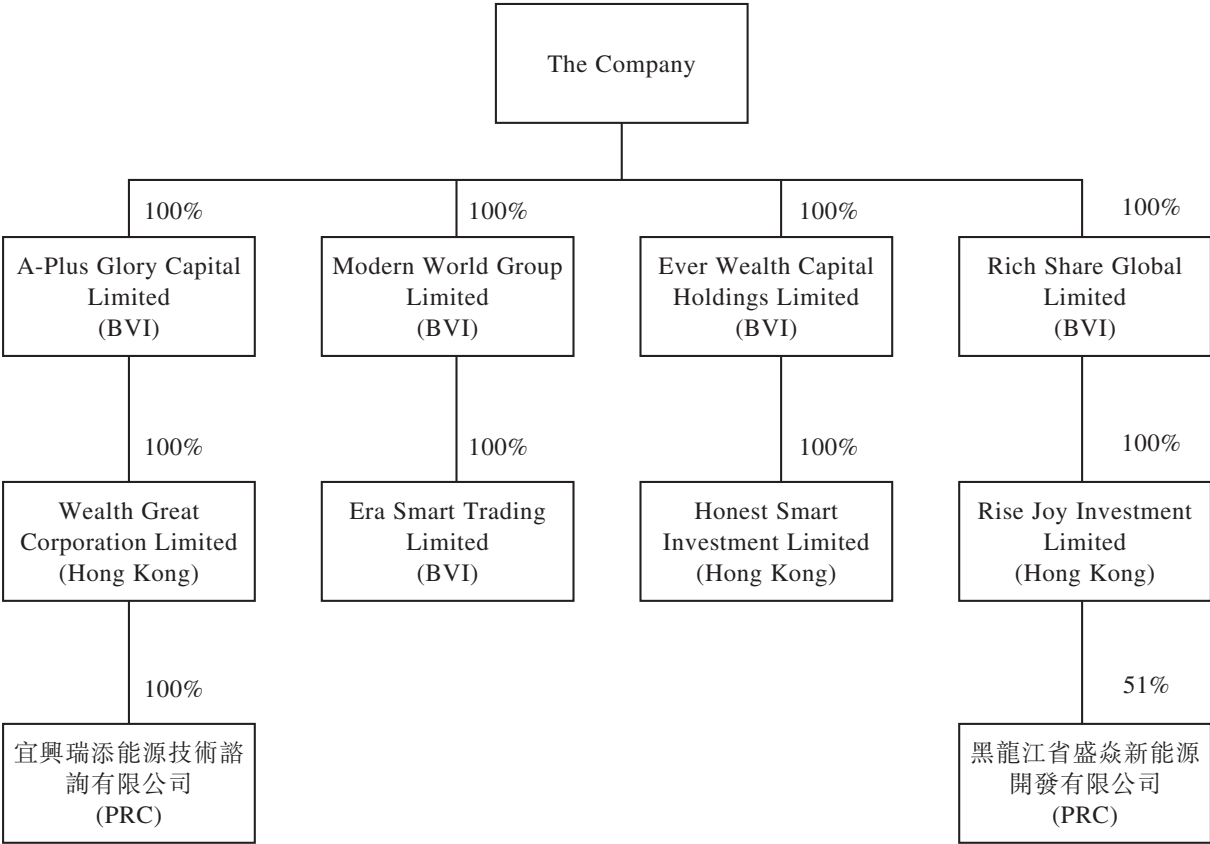 The Company
100%
100%
100%
100%
A-Plus Glory Capital
Limited
(BVI)
Modern World Group
Limited
(BVI)
Ever Wealth Capital
Holdings Limited
(BVI)
Rich Share Global
Limited
(BVI)
100%
100%
100%
100%
Wealth Great
Corporation Limited
(Hong Kong)
Era Smart Trading
Limited
(BVI)
Honest Smart
Investment Limited
(Hong Kong)
Rise Joy Investment
Limited
(Hong Kong)
100%
51%
宜興瑞添能源技術諮
詢有限公司
(PRC)
黑龍江省盛焱新能源
開發有限公司
(PRC)